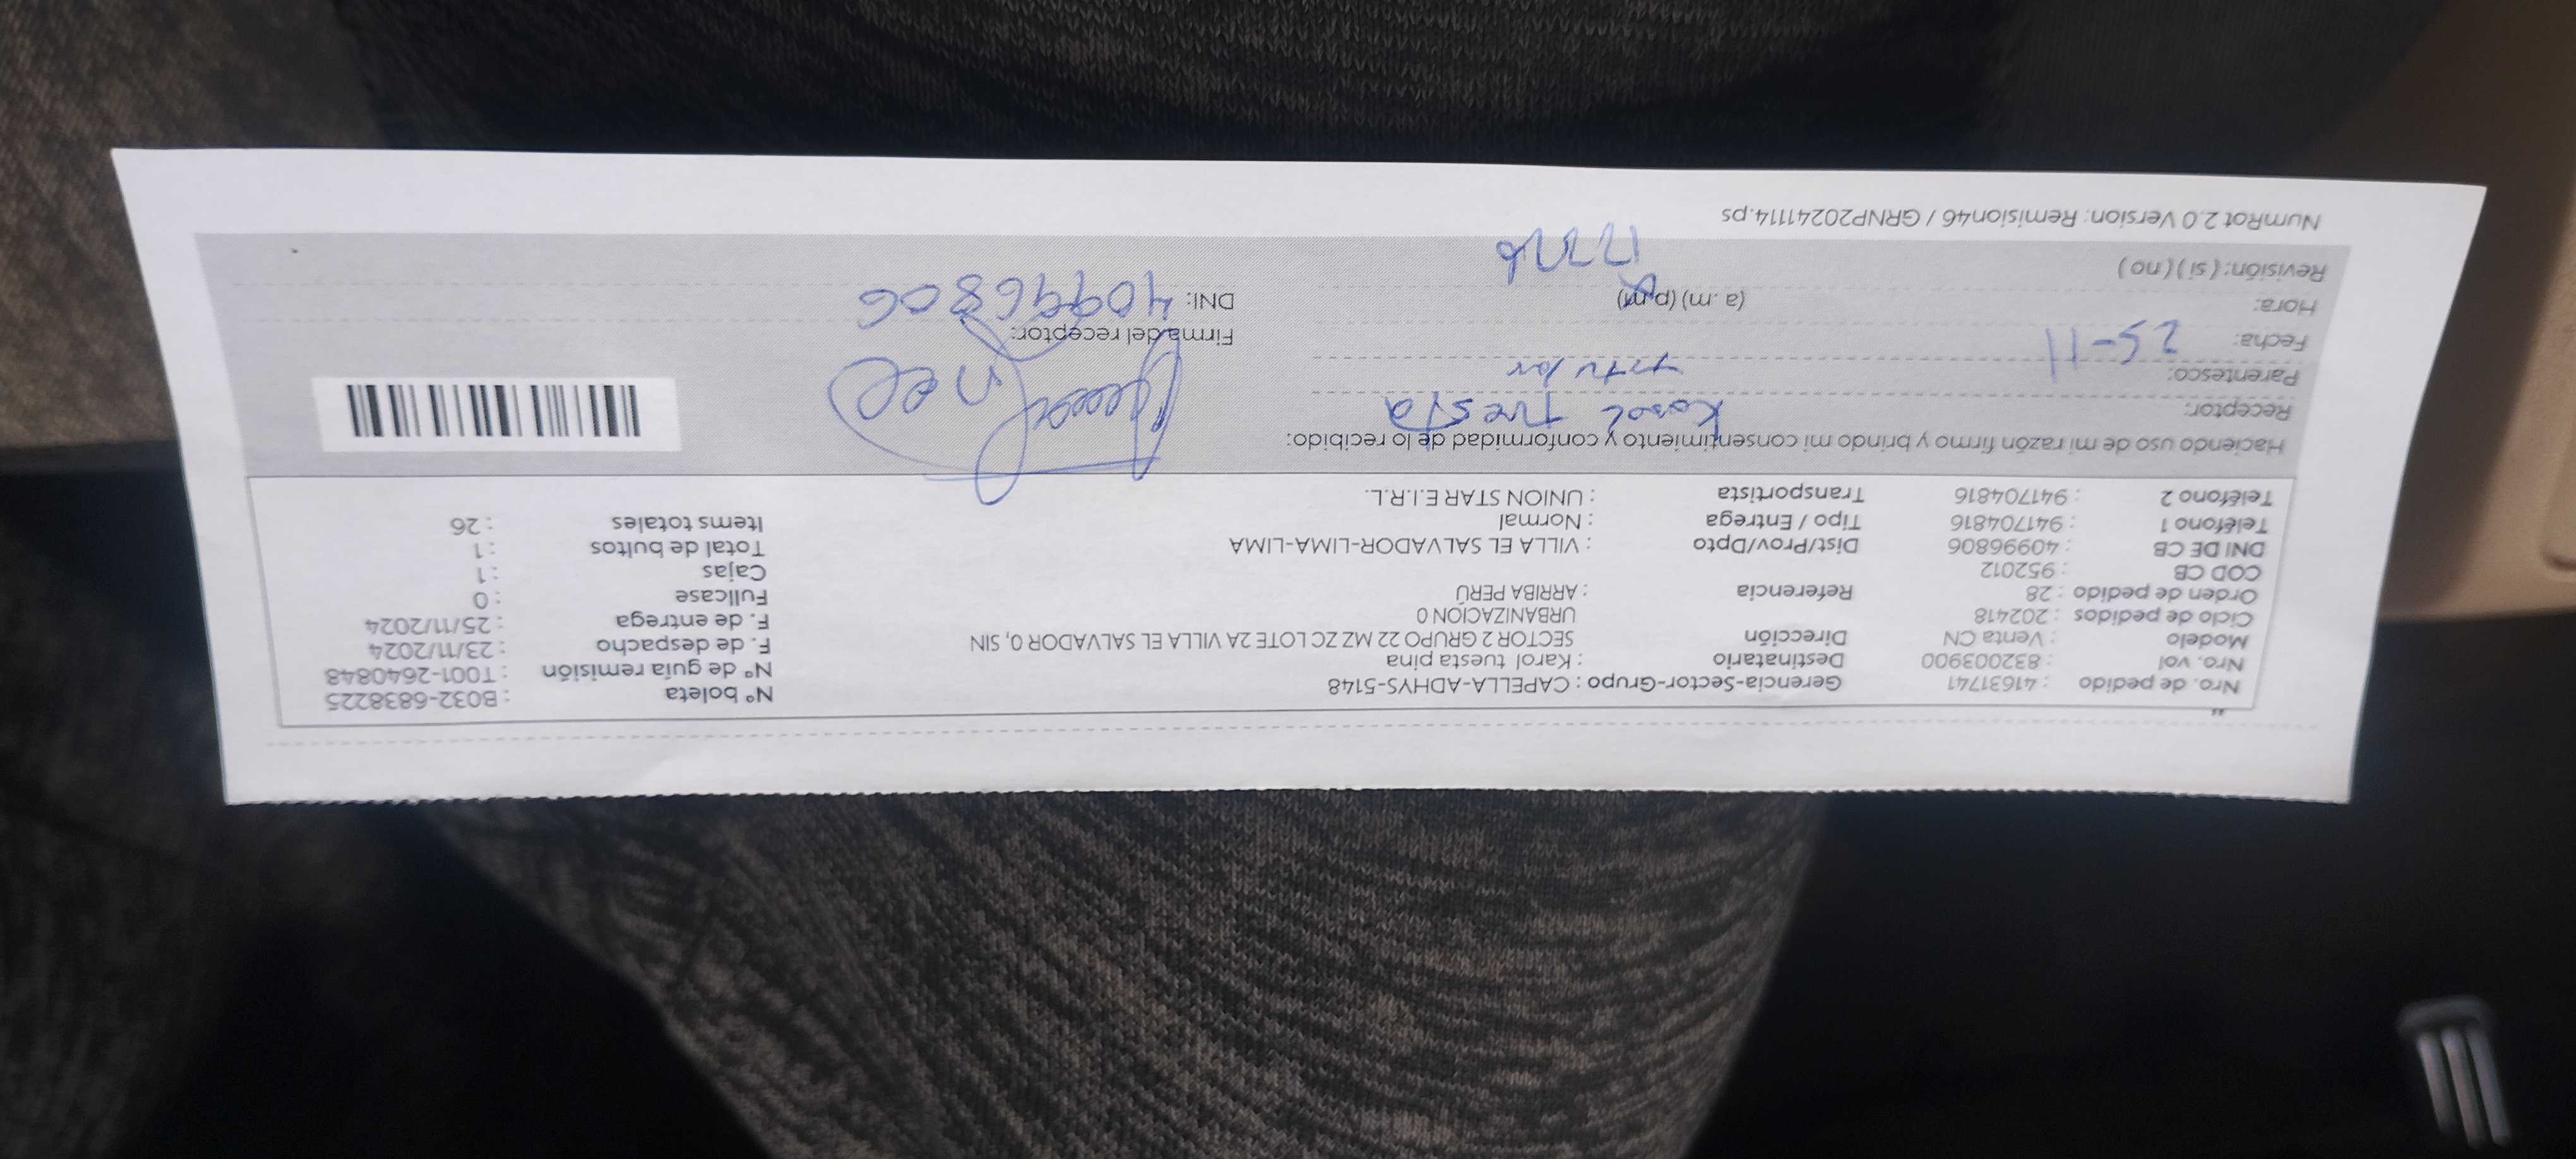 Nro. de pedido : 41631741 Gerencia-Sector-Grupo : CAPELLA-ADHYS-5148 N° boleta : B032-6838225
Nro. vol : 832003900 Destinatario : Karol tuesta pina N° de guía remisión : T001-2640848
Modelo : Venta CN Dirección SECTOR 2 GRUPO 22 MZ ZC LOTE 2A VILLA EL SALVADOR 0, SIN F. de despacho : 23/11/2024
Ciclo de pedidos : 202418 URBANIZACIÓN 0 F. de entrega : 25/11/2024
Orden de pedido : 28 Referencia : ARRIBA PERÚ Fullcase : 0
COD CB : 952012 Cajas : 1
DNI DE CB : 40996806 Dist/Prov/Dpto : VILLA EL SALVADOR-LIMA-LIMA Total de bultos : 1
Teléfono 1 : 941704816 Tipo / Entrega : Normal Items totales : 26
Teléfono 2 : 941704816 Transportista : UNION STAR E.I.R.L.
Haciendo uso de mi razón firmo y brindo mi consentimiento y conformidad de lo recibido:
Receptor: Karol Tuesta
Parentesco: titular
Fecha: 25-11 Firma del receptor:
Hora: (a.m) (p.m) DNI: 40996806
Revisión: ( si ) ( no )
NumRot 2.0 Version: Remision46 / GRNP20241114.ps